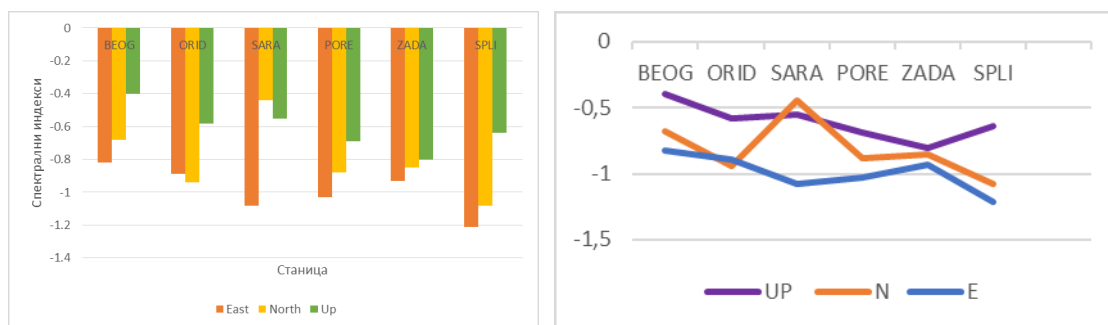 0
BEOG ORID SARA PORE ZADA SPLI
-0.2
-0.4
-0.6
-0.8
-1
-1.2
-1.4
Спектрални индекси
Станица
East North Up
0
BEOG ORID SARA PORE ZADA SPLI
-0,5
-1
-1,5
UP N E